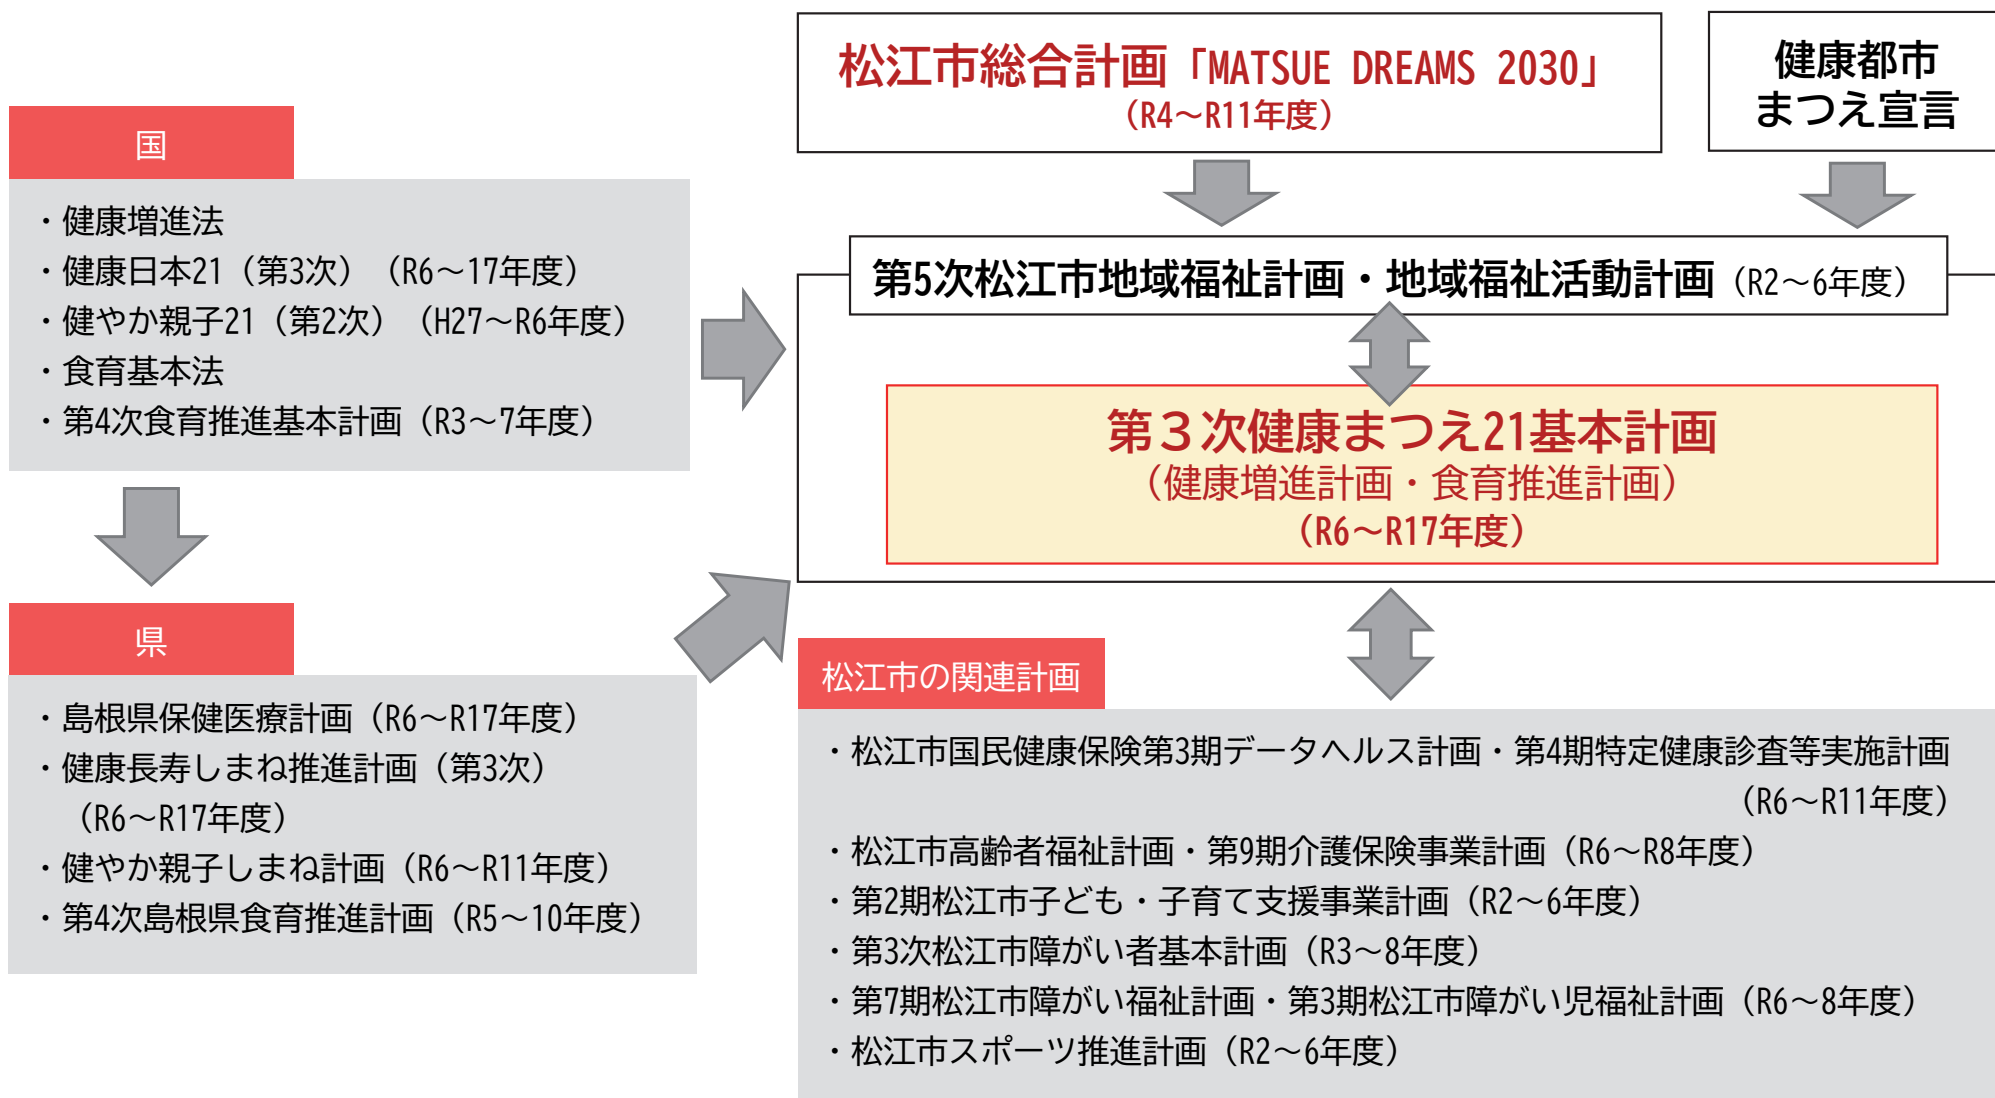 松江市総合計画「MATSUE DREAMS 2030」
（R4～R11年度）
健康都市
まつえ宣言
国
・健康増進法
・健康日本21（第3次）（R6～17年度）
・健やか親子21（第2次）（H27～R6年度）
・食育基本法
・第4次食育推進基本計画（R3～7年度）
第5次松江市地域福祉計画・地域福祉活動計画（R2～6年度）
第３次健康まつえ21基本計画
（健康増進計画・食育推進計画）
（R6～R17年度）
県
・島根県保健医療計画（R6～R17年度）
・健康長寿しまね推進計画（第3次）
（R6～R17年度）
・健やか親子しまね計画（R6～R11年度）
・第4次島根県食育推進計画（R5～10年度）
松江市の関連計画
・松江市国民健康保険第3期データヘルス計画・第4期特定健康診査等実施計画
（R6～R11年度）
・松江市高齢者福祉計画・第9期介護保険事業計画（R6～R8年度）
・第2期松江市子ども・子育て支援事業計画（R2～6年度）
・第3次松江市障がい者基本計画（R3～8年度）
・第7期松江市障がい福祉計画・第3期松江市障がい児福祉計画（R6～8年度）
・松江市スポーツ推進計画（R2～6年度）